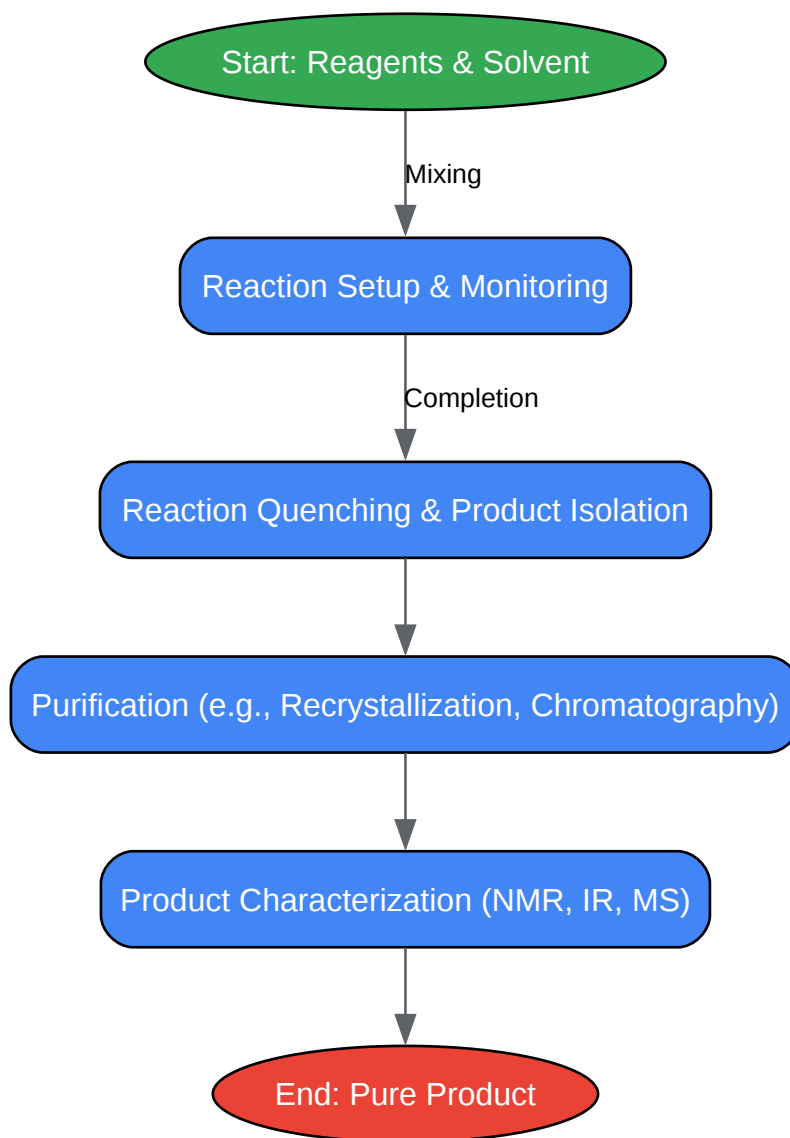 Start: Reagents & Solvent
Mixing
Reaction Setup & Monitoring
Completion
Reaction Quenching & Product Isolation
Purification (e.g., Recrystallization, Chromatography)
Product Characterization (NMR, IR, MS)
End: Pure Product